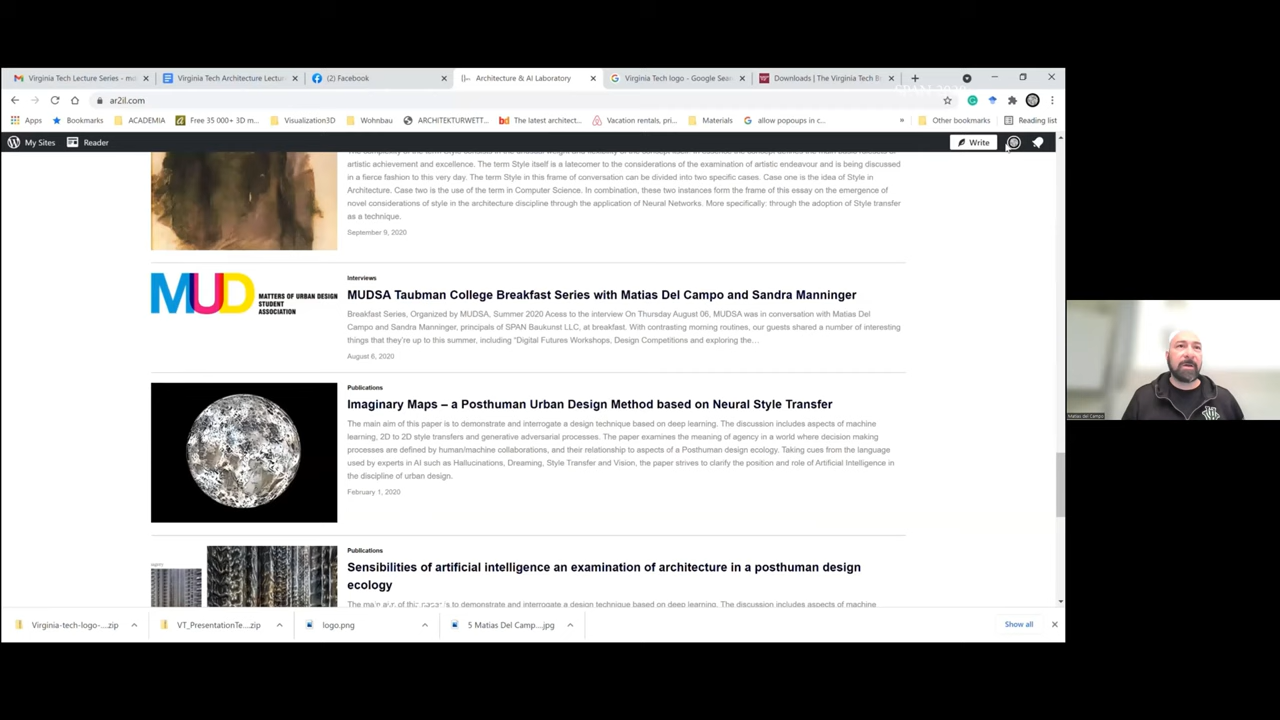 Virginia Tech Lecture Series - md
Virginia Tech Architecture Lectur
(2) Facebook
Architecture & AI Laboratory
Virginia Tech logo - Google Sea
Downloads | The Virginia Tech B
SPAN 2020
ar2il.com
Apps
Bookmarks
ACADEMIA
Free 35 000+ 3D m...
Visualization3D
Wohnbau
ARCHITEKTURWETT...
bd The latest architect...
Vacation rentals, pri...
Materials
allow popoups in c...
»
Other bookmarks
Reading list
My Sites
Reader
Write
artistic achievement and excellence. The term Style itself is a latecomer to the considerations of the examination of artistic endeavour and is being discussed
in a fierce fashion to this very day. The term Style in this frame of conversation can be divided into two specific cases. Case one is the idea of Style in
Architecture. Case two is the use of the term in Computer Science. In combination, these two instances form the frame of this essay on the emergence of
novel considerations of style in the architecture discipline through the application of Neural Networks. More specifically: through the adoption of Style transfer
as a technique.
September 9, 2020
MUD
MATTERS OF URBAN DESIGN
STUDENT
ASSOCIATION
Interviews
MUDSA Taubman College Breakfast Series with Matias Del Campo and Sandra Manninger
Breakfast Series, Organized by MUDSA, Summer 2020 Acess to the interview On Thursday August 06, MUDSA was in conversation with Matias Del
Campo and Sandra Manninger, principals of SPAN Baukunst LLC, at breakfast. With contrasting morning routines, our guests shared a number of interesting
things that they're up to this summer, including "Digital Futures Workshops, Design Competitions and exploring the…
August 6, 2020
Publications
Imaginary Maps – a Posthuman Urban Design Method based on Neural Style Transfer
The main aim of this paper is to demonstrate and interrogate a design technique based on deep learning. The discussion includes aspects of machine
learning, 2D to 2D style transfers and generative adversarial processes. The paper examines the meaning of agency in a world where decision making
processes are defined by human/machine collaborations, and their relationship to aspects of a Posthuman design ecology. Taking cues from the language
used by experts in AI such as Hallucinations, Dreaming, Style Transfer and Vision, the paper strives to clarify the position and role of Artificial Intelligence in
the discipline of urban design.
February 1, 2020
Publications
Sensibilities of artificial intelligence an examination of architecture in a posthuman design
ecology
The main aim of this paper is to demonstrate and interrogate a design technique based on deep learning. The discussion includes aspects of machine
Virginia-tech-logo-....zip
VT_PresentationTe....zip
logo.png
5 Matias Del Camp....jpg
Show all
Matias del Campo